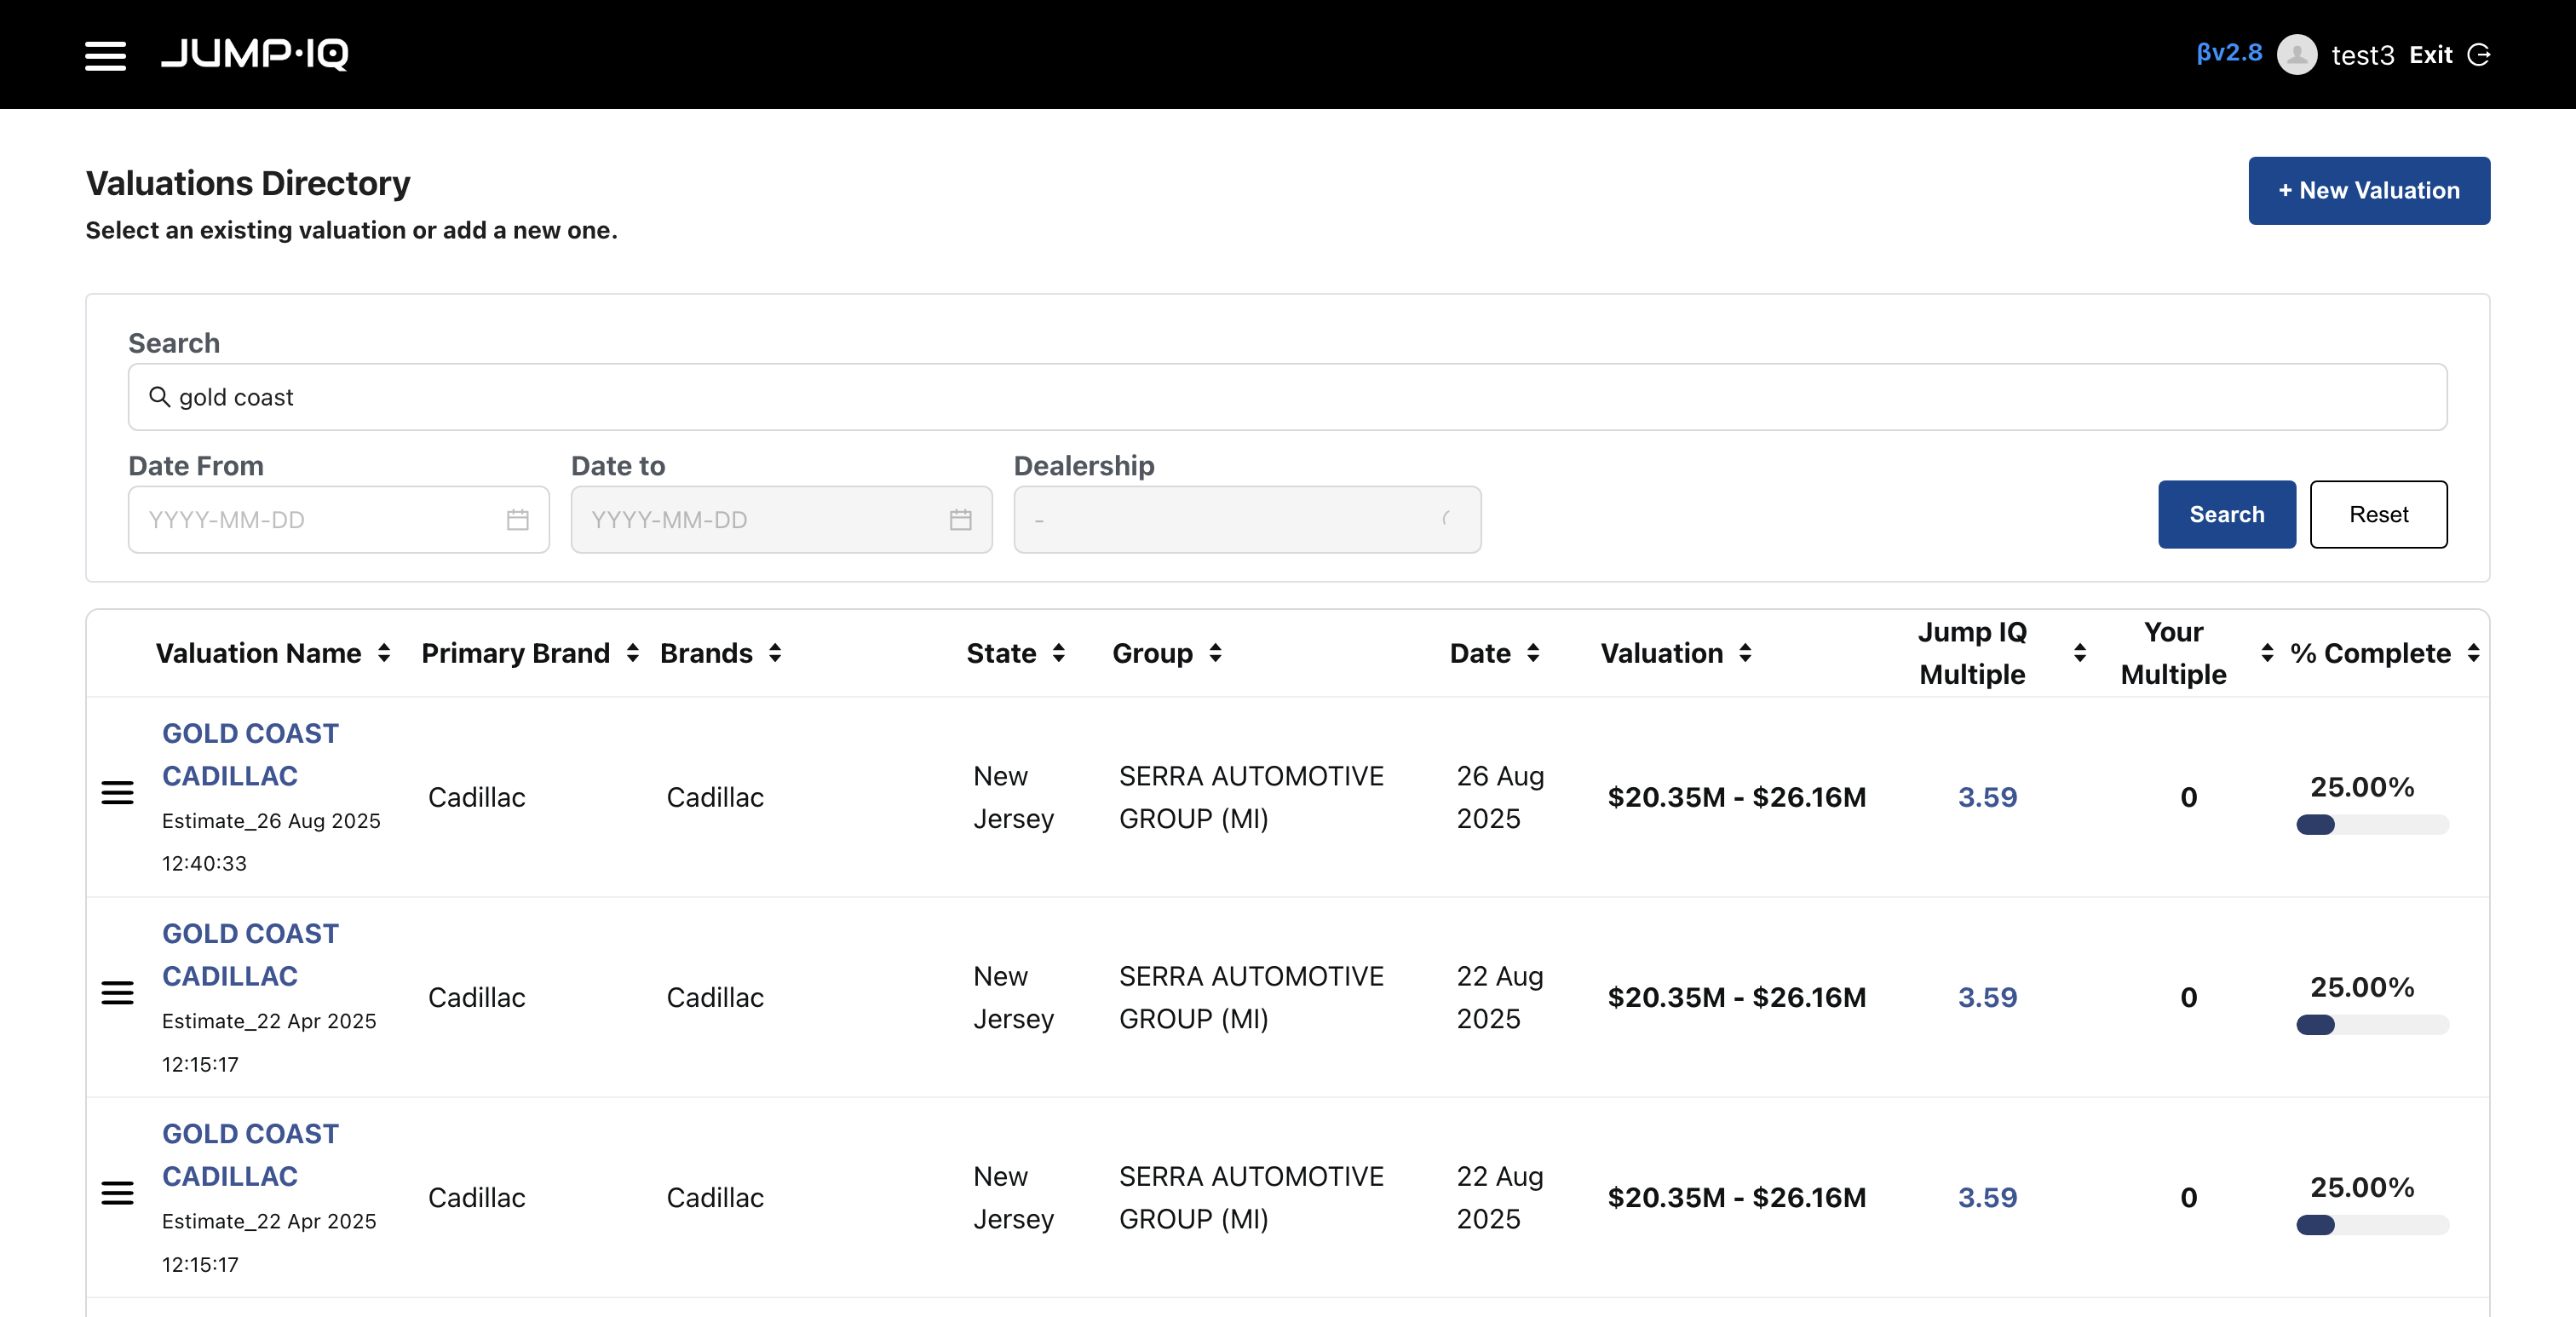 JUMP·IQ
βv2.8 test3 Exit
Valuations Directory
+ New Valuation
Select an existing valuation or add a new one.
Search
gold coast
Date From Date to Dealership
YYYY-MM-DD YYYY-MM-DD - Search Reset
Valuation Name Primary Brand Brands State Group Date Valuation Jump IQ Multiple Your Multiple % Complete
GOLD COAST
CADILLAC
Estimate_26 Aug 2025
12:40:33
Cadillac
Cadillac
New
Jersey
SERRA AUTOMOTIVE
GROUP (MI)
26 Aug
2025
$20.35M - $26.16M
3.59
0
25.00%
GOLD COAST
CADILLAC
Estimate_22 Apr 2025
12:15:17
Cadillac
Cadillac
New
Jersey
SERRA AUTOMOTIVE
GROUP (MI)
22 Aug
2025
$20.35M - $26.16M
3.59
0
25.00%
GOLD COAST
CADILLAC
Estimate_22 Apr 2025
12:15:17
Cadillac
Cadillac
New
Jersey
SERRA AUTOMOTIVE
GROUP (MI)
22 Aug
2025
$20.35M - $26.16M
3.59
0
25.00%